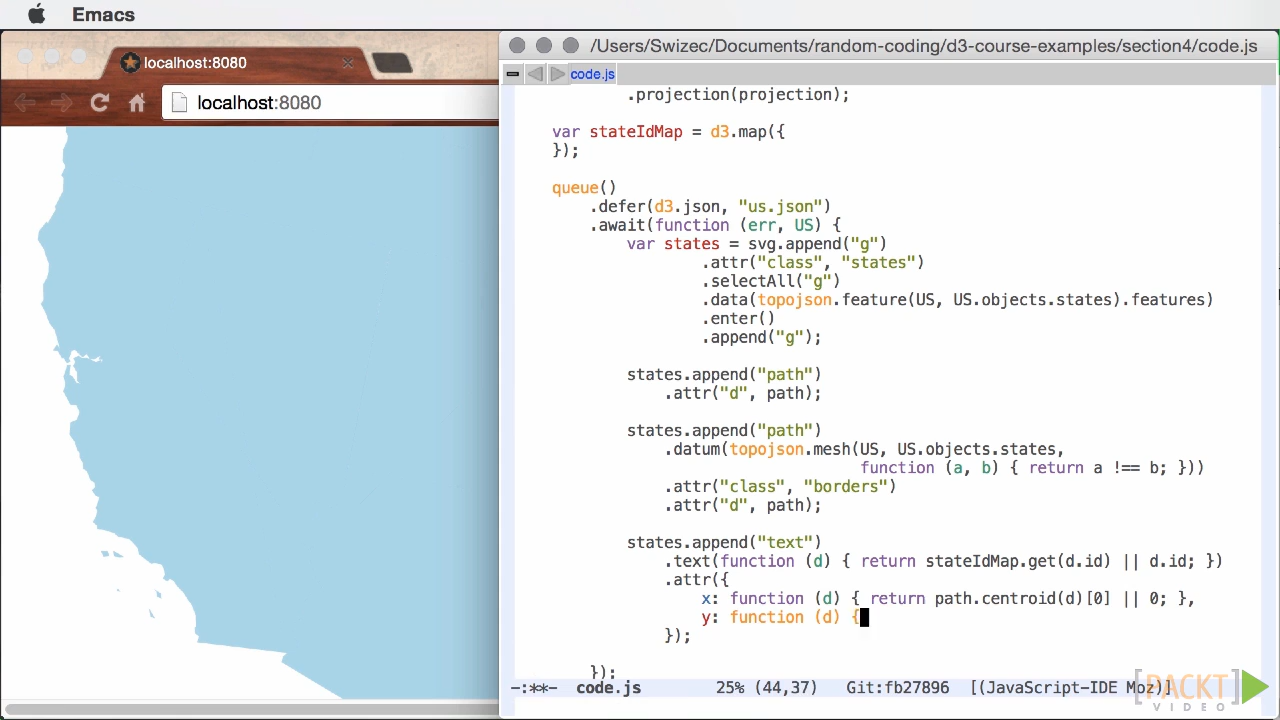 Emacs
localhost:8080
localhost:8080
/Users/Swizec/Documents/random-coding/d3-course-examples/section4/code.js
code.js
.projection(projection);
var stateIdMap = d3.map({
});
queue()
.defer(d3.json, "us.json")
.await(function (err, US) {
var states = svg.append("g")
.attr("class", "states")
.selectAll("g")
.data(topojson.feature(US, US.objects.states).features)
.enter()
.append("g");
states.append("path")
.attr("d", path);
states.append("path")
.datum(topojson.mesh(US, US.objects.states,
function (a, b) { return a !== b; }))
.attr("class", "borders")
.attr("d", path);
states.append("text")
.text(function (d) { return stateIdMap.get(d.id) || d.id; })
.attr({
x: function (d) { return path.centroid(d)[0] || 0; },
y: function (d) {
});
});
-:**- code.js 25% (44,37) Git:fb27896 [(JavaScript-IDE Moz)]
[PACKT]
VIDEO